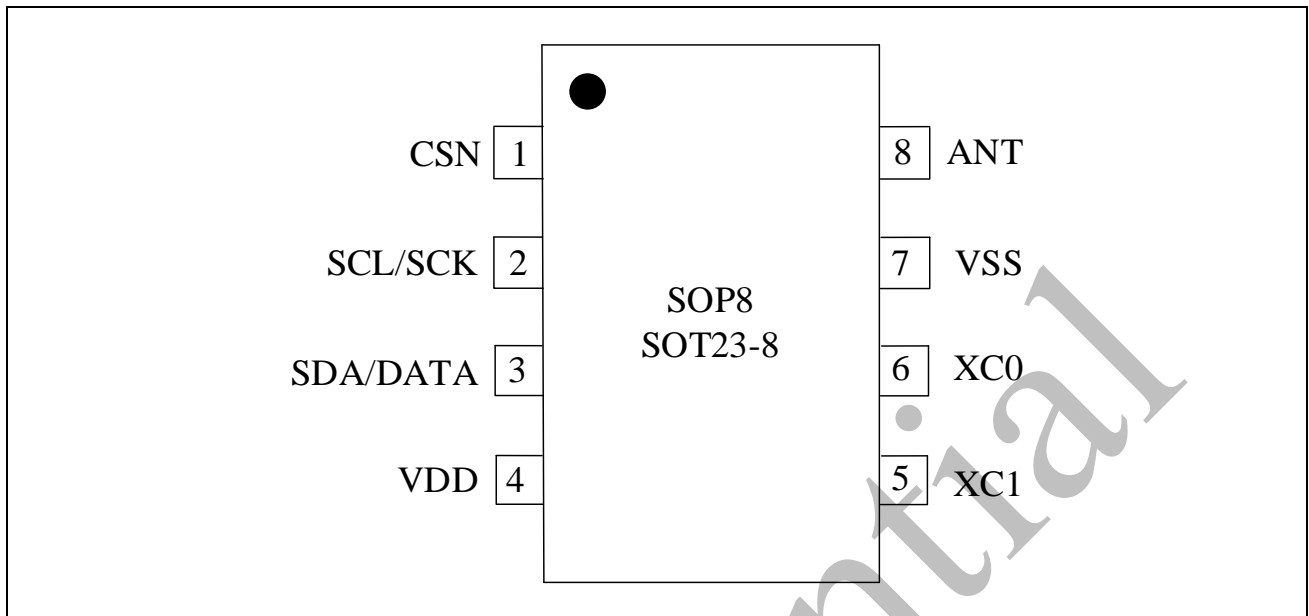 CSN 1
8 ANT
SCL/SCK 2
7 VSS
SOP8
SOT23-8
SDA/DATA 3
6 XC0
VDD 4
5 XC1
ntial